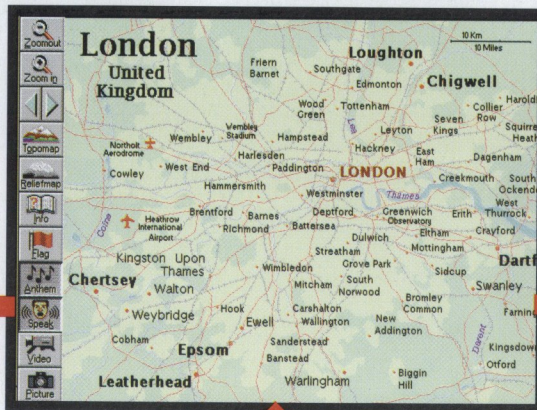 Zoomout
Zoom in
Topomap
Reliefmap
Info
Flag
Anthem
Speak
Video
Picture
London
United
Kingdom
10 Km
10 Miles
Friern
Barnet
Southgate
Loughton
Edmonton
Chigwell
Wood
Green
Tottenham
Lea
Leyton
Seven
Kings
Collier
Row
Harold
Squirre
Heath
Northolt
Aerodrome
Wembley
Wembley
Stadium
Hampstead
Hackney
East
Ham
Dagenham
Cowley
West End
Harlesden
Paddington
LONDON
Creekmouth
South
Ockend
Hammersmith
Westminster
Thames
West
Thurrock
Colne
Heathrow
International
Airport
Brentford
Barnes
Richmond
Battersea
Deptford
Greenwich
Observatory
Erith
Eltham
Crayford
Dulwich
Mottingham
Dartf
Kingston Upon
Thames
Streatham
Grove Park
Wimbledon
Sidcup
Chertsey
Walton
Mitcham
South
Norwood
Swanley
Weybridge
Hook
Ewell
Carshalton
Wallington
Bromley
Common
New
Addington
Farnin
Cobham
Epsom
Sanderstead
Banstead
Darent
Kingsdow
Otford
Leatherhead
Warlingham
Biggin
Hill